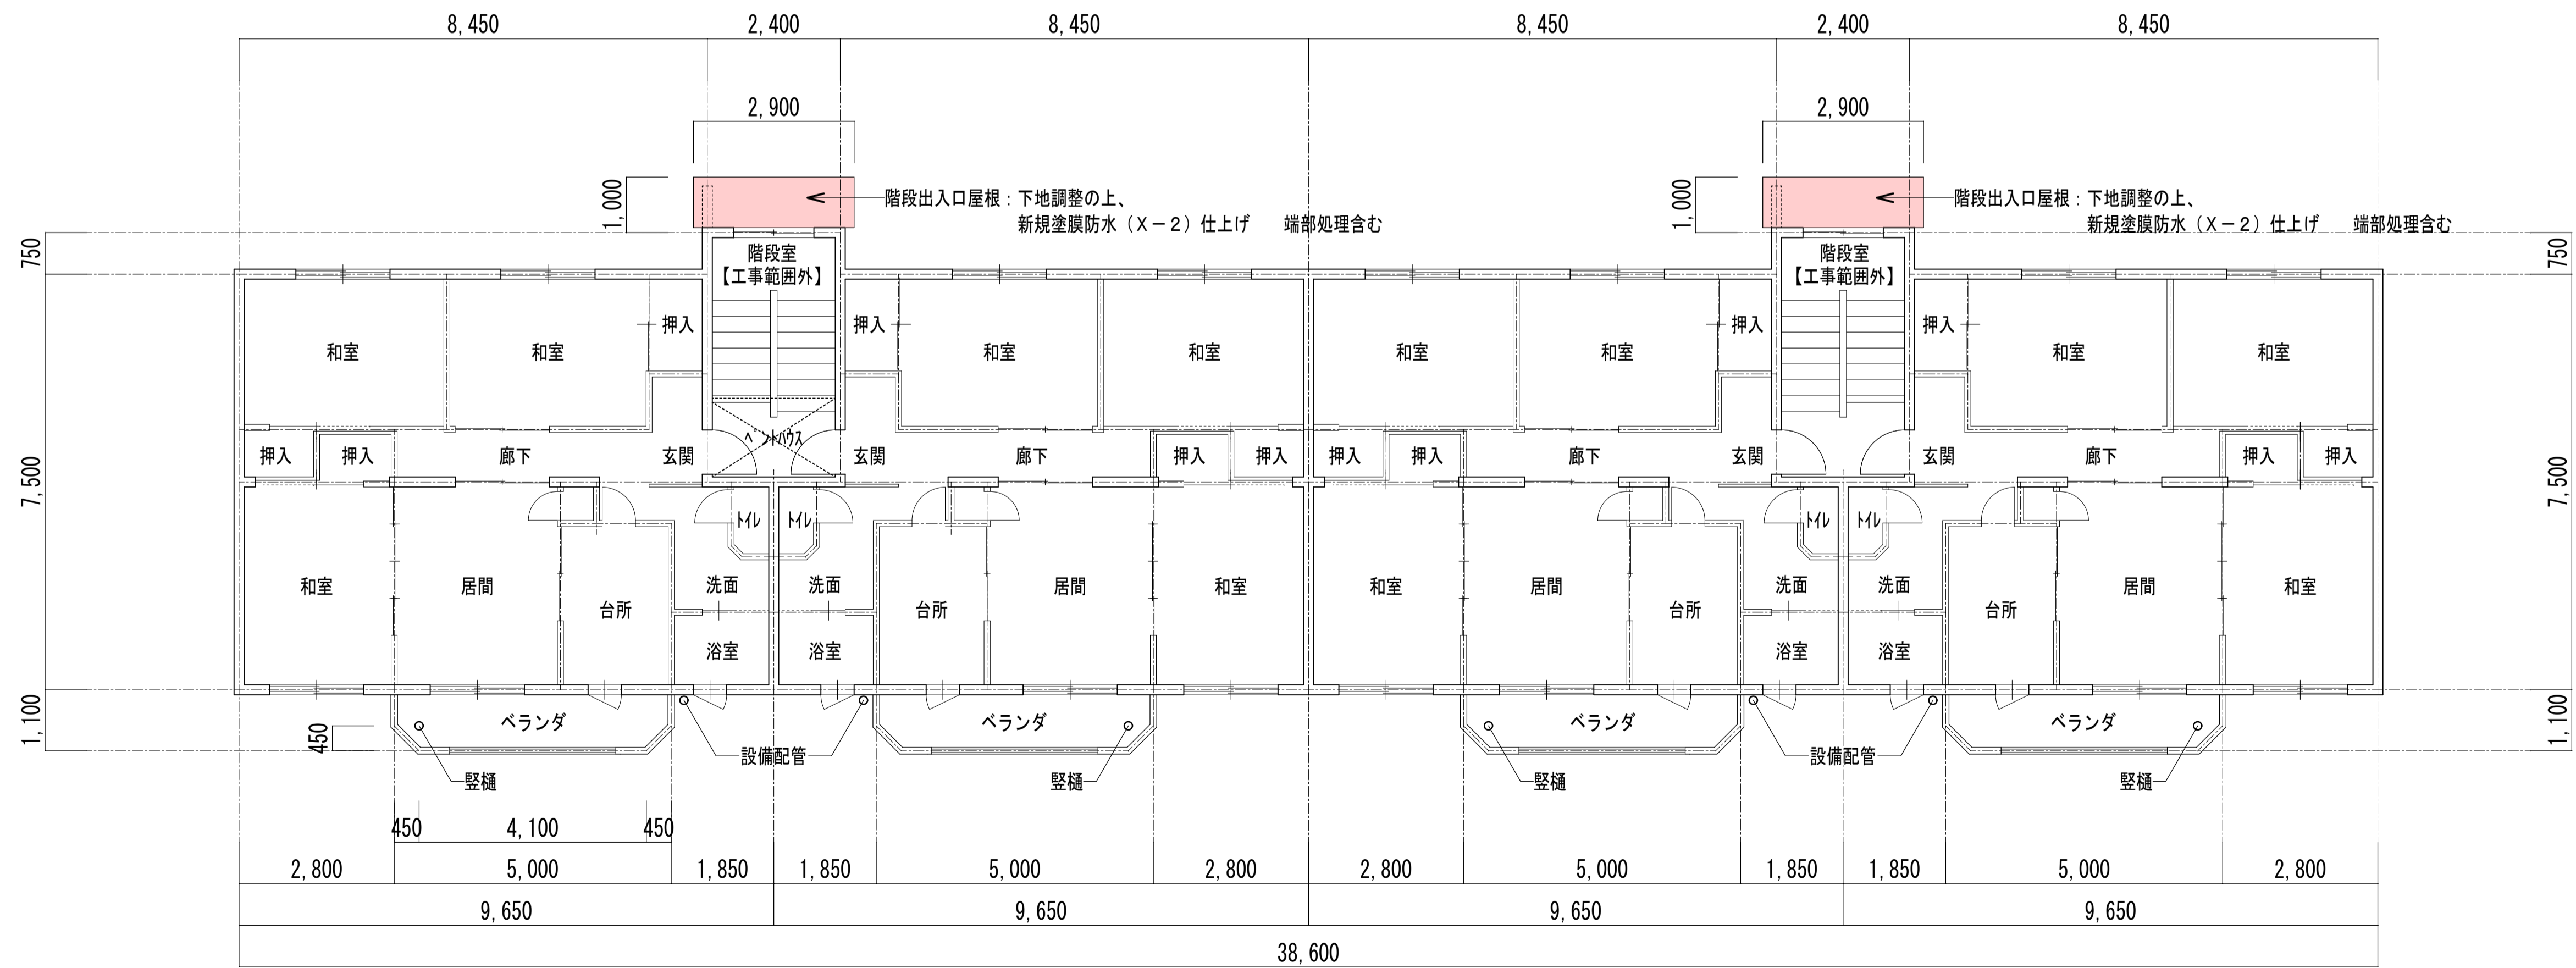 8,450 2,400 8,450 8,450 2,400 8,450
2,900 2,900
1,000 階段出入口屋根：下地調整の上、 1,000 階段出入口屋根：下地調整の上、
新規塗膜防水（Ｘ－２）仕上げ 端部処理含む 新規塗膜防水（Ｘ－２）仕上げ 端部処理含む
750 階段室 階段室 750
【工事範囲外】 【工事範囲外】
押入 押入 押入 押入
和室 和室 和室 和室 和室 和室 和室 和室
ﾍﾟﾝﾄﾊｳｽ
押入 押入 廊下 玄関 玄関 廊下 押入 押入 押入 押入 廊下 玄関 玄関 廊下 押入 押入
7,500 7,500
ﾄｲﾚ ﾄｲﾚ ﾄｲﾚ ﾄｲﾚ
和室 居間 洗面 洗面 居間 和室 和室 居間 洗面 洗面 居間 和室
台所 台所 台所 台所
浴室 浴室 浴室 浴室
1,100 450 ベランダ ベランダ ベランダ ベランダ 1,100
設備配管 設備配管
竪樋 竪樋 竪樋 竪樋
450 4,100 450
2,800 5,000 1,850 1,850 5,000 2,800 2,800 5,000 1,850 1,850 5,000 2,800
9,650 9,650 9,650 9,650
38,600